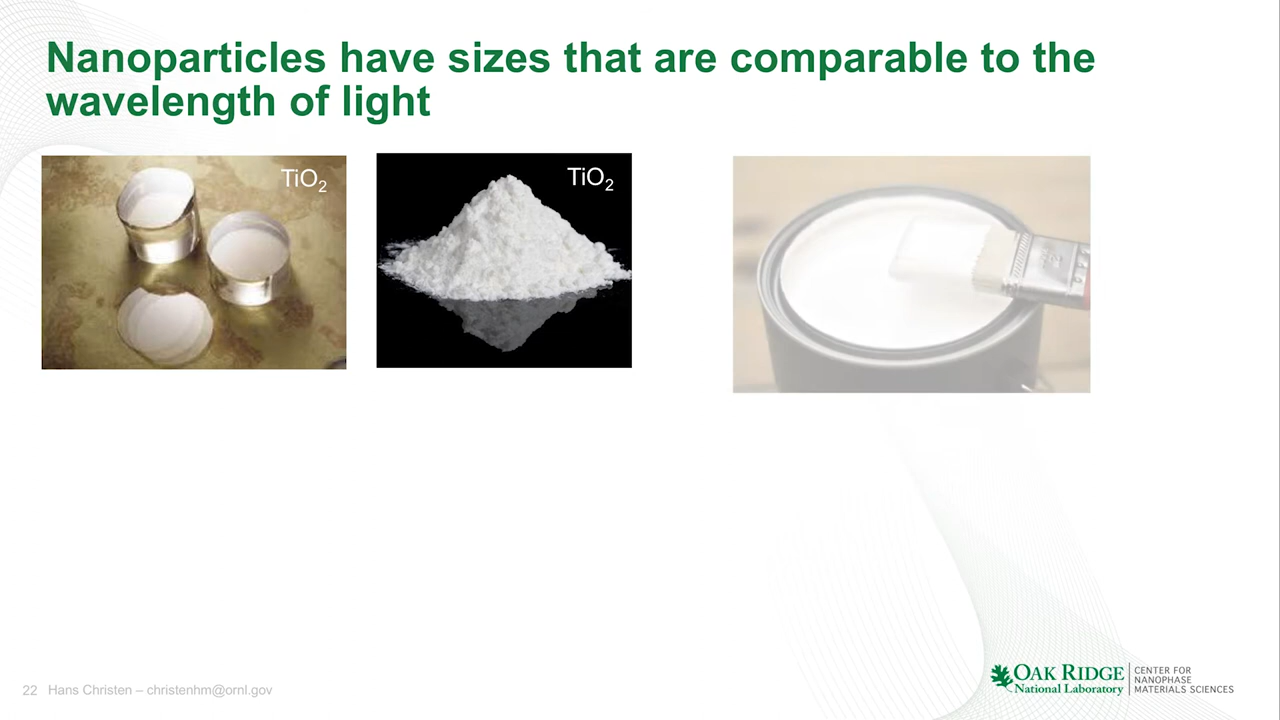 Nanoparticles have sizes that are comparable to the
wavelength of light
TiO₂
TiO₂
22 Hans Christen – christenhm@ornl.gov
OAK RIDGE
National Laboratory
CENTER FOR
NANOPHASE
MATERIALS SCIENCES